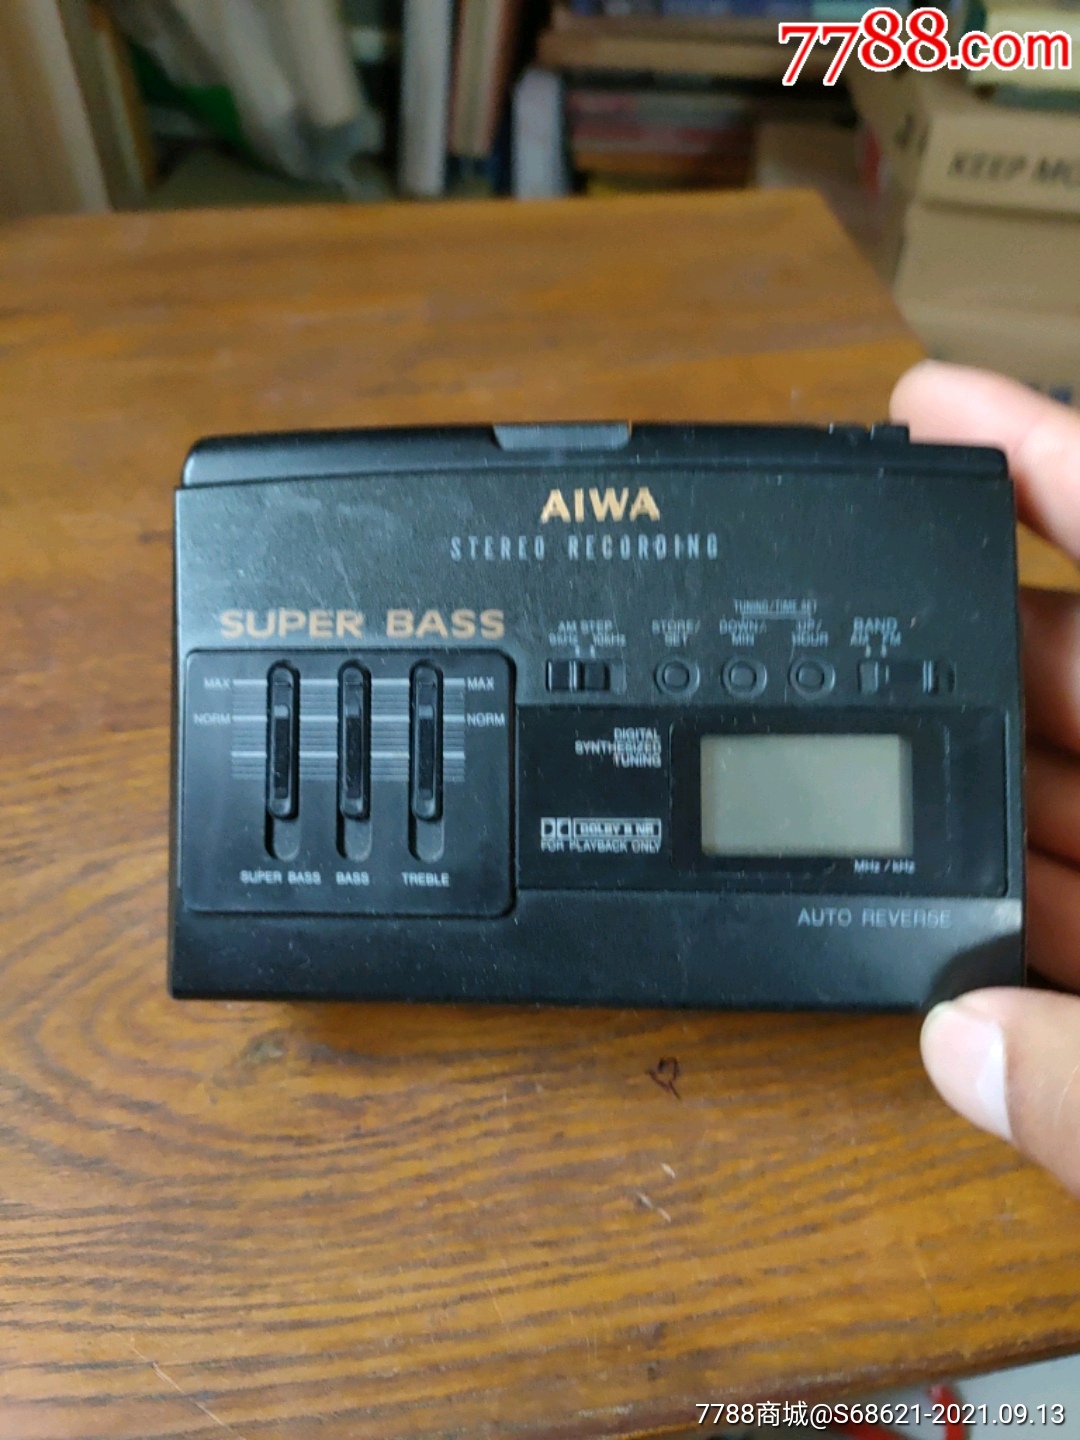 7788.com
KEEP MO
AIWA
STEREO RECORDING
SUPER BASS
TUNING/TIME SET
AM STEP
9kHz 10kHz
STORE/
SET
DOWN/
MIN
UP/
HOUR
BAND
AM FM
MAX
MAX
NORM
NORM
DIGITAL
SYNTHESIZED
TUNING
DOLBY B NR
FOR PLAYBACK ONLY
MHz / kHz
SUPER BASS BASS TREBLE
AUTO REVERSE
7788商城@S68621-2021.09.13